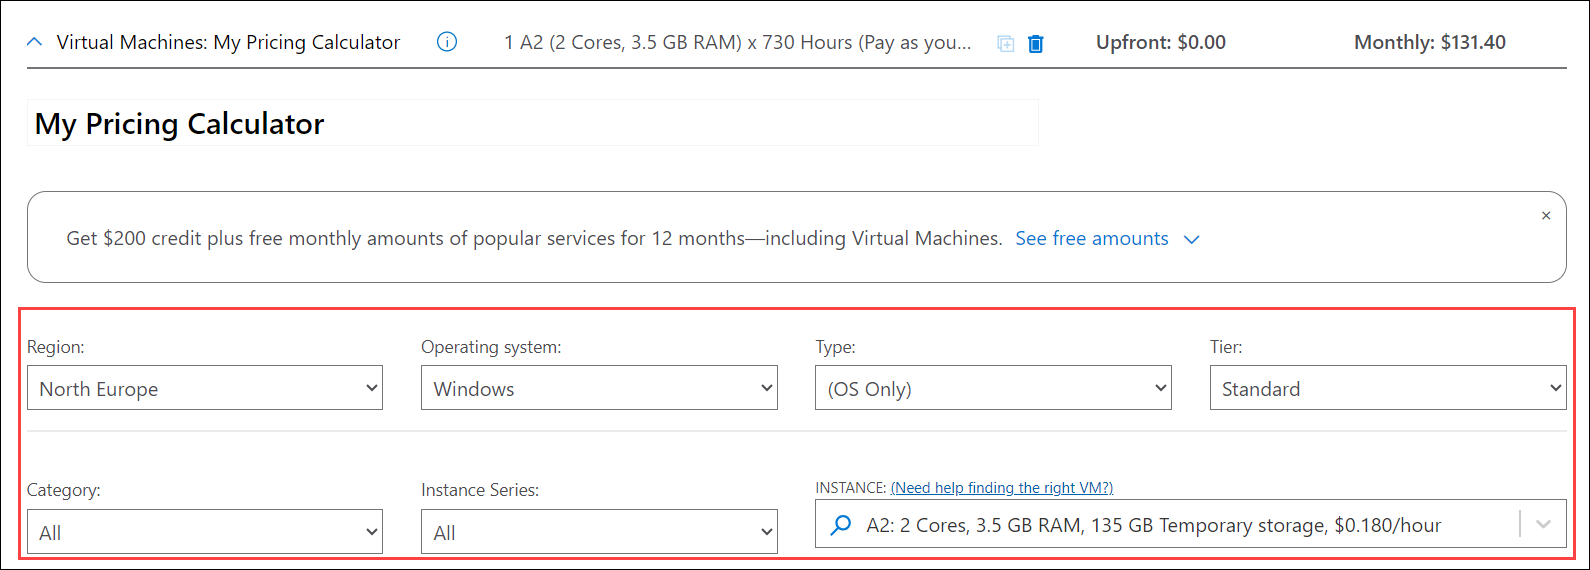 Virtual Machines: My Pricing Calculator 1 A2 (2 Cores, 3.5 GB RAM) x 730 Hours (Pay as you... Upfront: $0.00 Monthly: $131.40
My Pricing Calculator
Get $200 credit plus free monthly amounts of popular services for 12 months—including Virtual Machines. See free amounts
Region: Operating system: Type: Tier:
North Europe Windows (OS Only) Standard
Category: Instance Series: INSTANCE: (Need help finding the right VM?)
All All A2: 2 Cores, 3.5 GB RAM, 135 GB Temporary storage, $0.180/hour